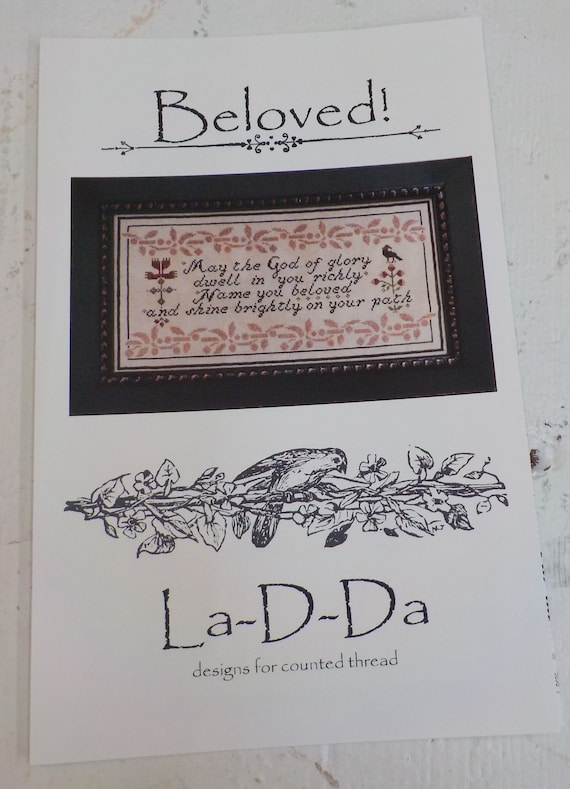 Beloved!
May the God of glory
dwell in you richly
Name you beloved
and shine brightly on your path
La-D-Da
designs for counted thread